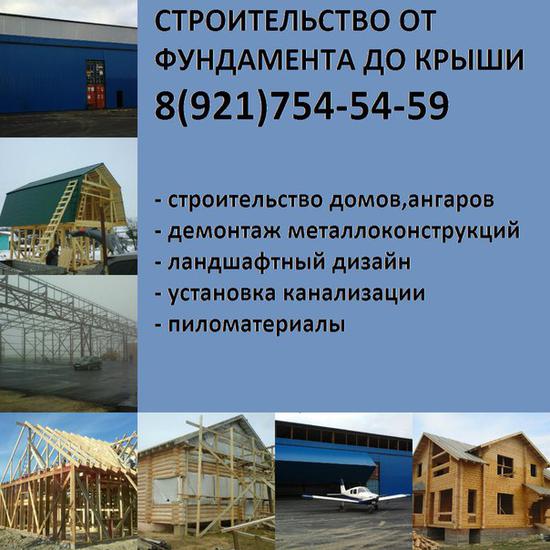 СТРОИТЕЛЬСТВО ОТ
ФУНДАМЕНТА ДО КРЫШИ
8(921)754-54-59
- строительство домов,ангаров
- демонтаж металлоконструкций
- ландшафтный дизайн
- установка канализации
- пиломатериалы